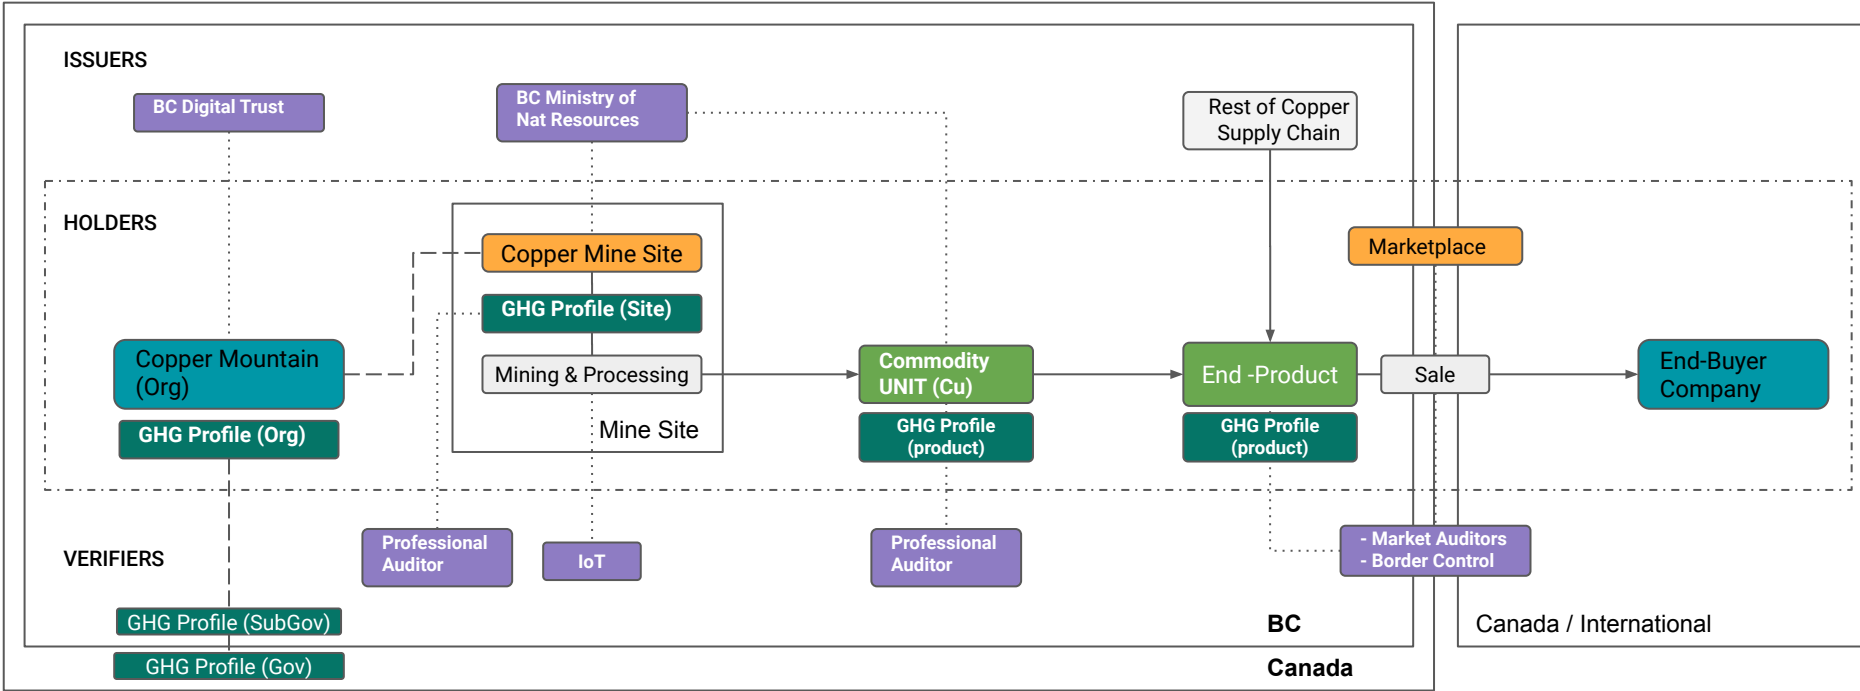 ISSUERS
BC Digital Trust
BC Ministry of
Nat Resources
Rest of Copper
Supply Chain
HOLDERS
Copper Mine Site
GHG Profile (Site)
Mining & Processing
Mine Site
Copper Mountain
(Org)
GHG Profile (Org)
Commodity
UNIT (Cu)
GHG Profile
(product)
End -Product
GHG Profile
(product)
Marketplace
Sale
End-Buyer
Company
VERIFIERS
Professional
Auditor
IoT
Professional
Auditor
- Market Auditors
- Border Control
GHG Profile (SubGov)
GHG Profile (Gov)
BC
Canada
Canada / International